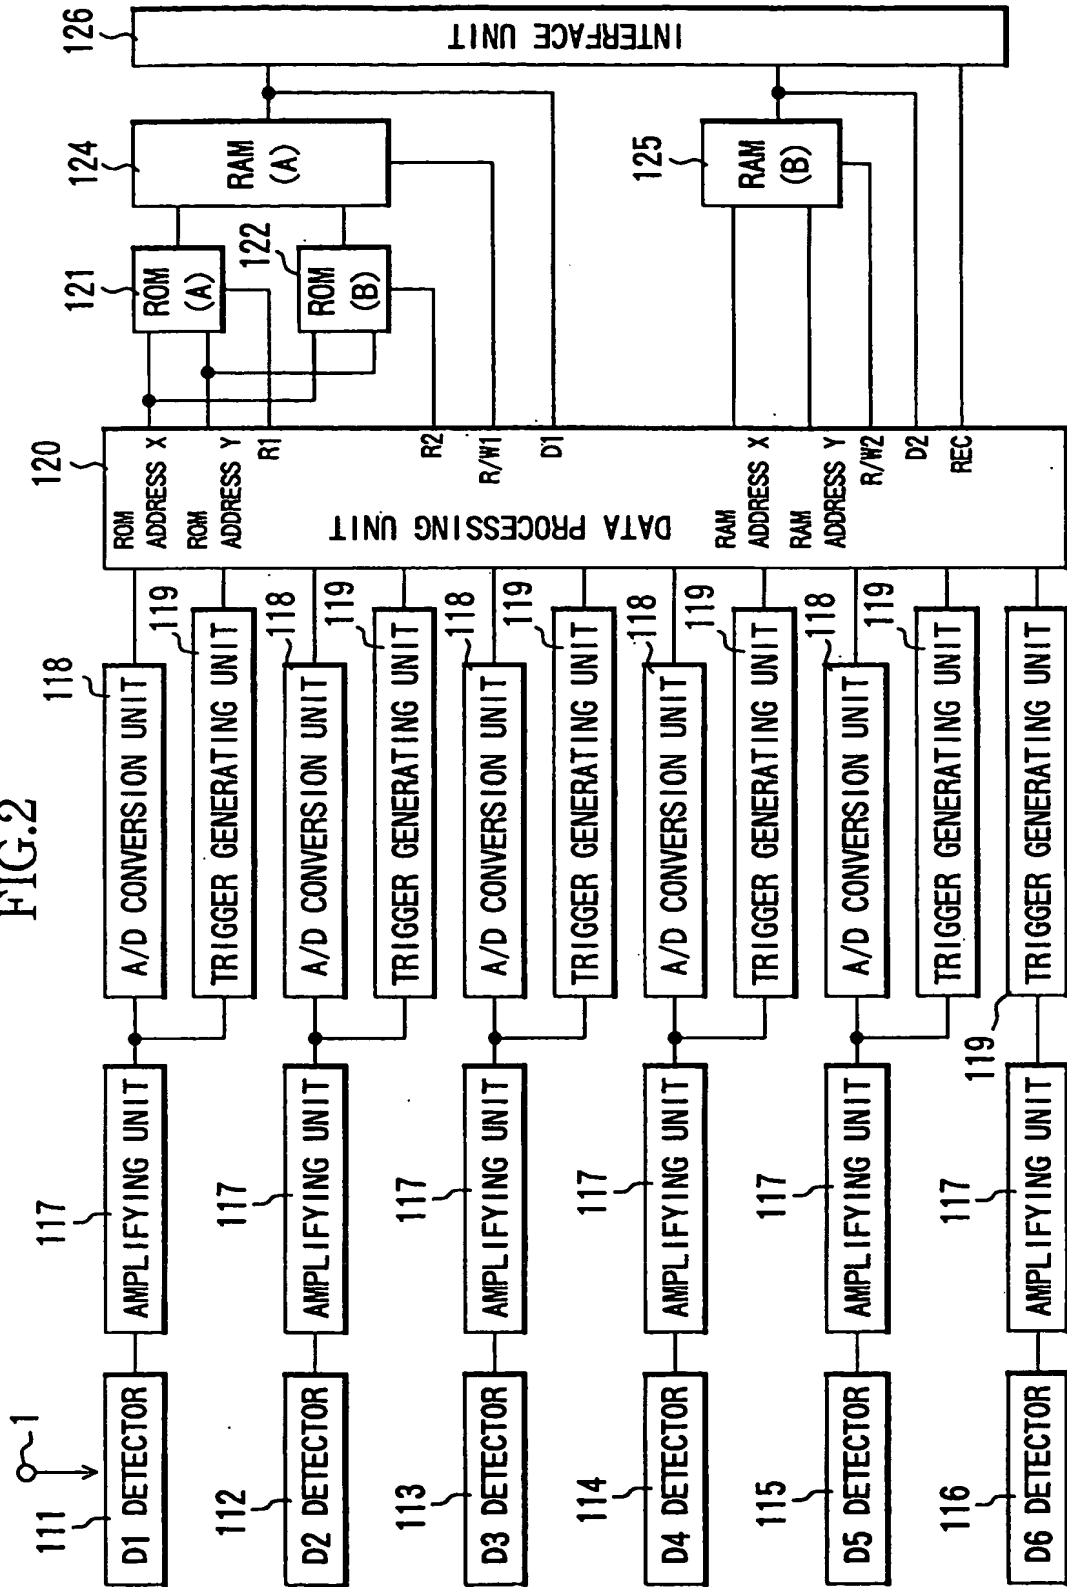 FIG.2
1
111
D1 DETECTOR
117
AMPLIFYING UNIT
118
A/D CONVERSION UNIT
119
TRIGGER GENERATING UNIT
112
D2 DETECTOR
117
AMPLIFYING UNIT
118
A/D CONVERSION UNIT
119
TRIGGER GENERATING UNIT
113
D3 DETECTOR
117
AMPLIFYING UNIT
118
A/D CONVERSION UNIT
119
TRIGGER GENERATING UNIT
114
D4 DETECTOR
117
AMPLIFYING UNIT
118
A/D CONVERSION UNIT
119
TRIGGER GENERATING UNIT
115
D5 DETECTOR
117
AMPLIFYING UNIT
118
A/D CONVERSION UNIT
119
TRIGGER GENERATING UNIT
116
D6 DETECTOR
117
AMPLIFYING UNIT
119
TRIGGER GENERATING UNIT
120
DATA PROCESSING UNIT
ROM
ADDRESS X
ROM
ADDRESS Y
R1
R2
R/W1
D1
RAM
ADDRESS X
RAM
ADDRESS Y
R/W2
D2
REC
121
ROM
(A)
122
ROM
(B)
124
RAM
(A)
125
RAM
(B)
126
INTERFACE UNIT